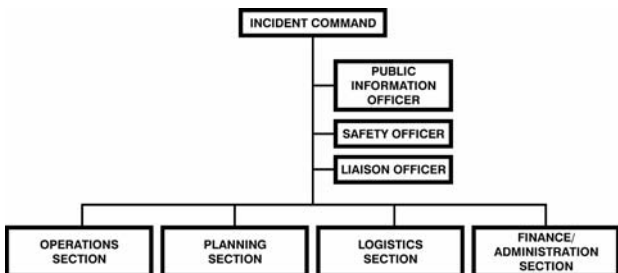 INCIDENT COMMAND
PUBLIC
INFORMATION
OFFICER
SAFETY OFFICER
LIAISON OFFICER
OPERATIONS
SECTION
PLANNING
SECTION
LOGISTICS
SECTION
FINANCE/
ADMINISTRATION
SECTION